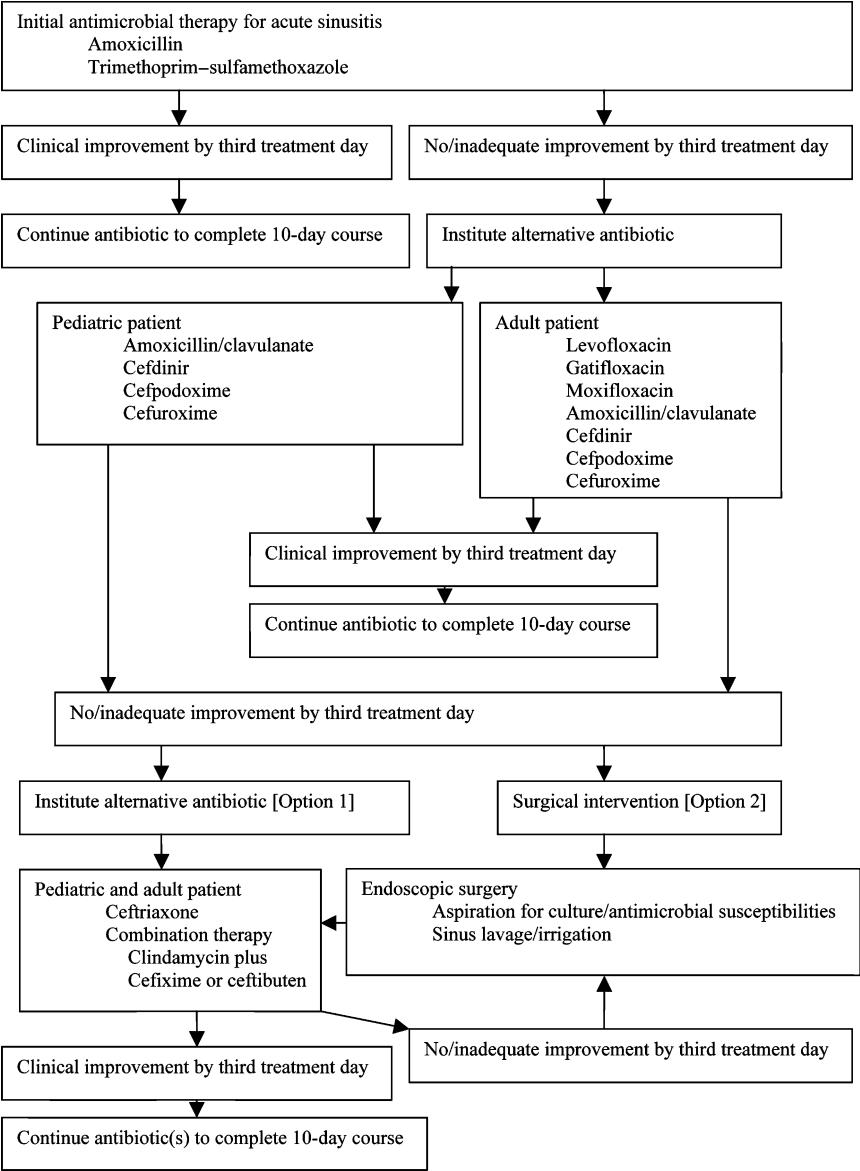 Initial antimicrobial therapy for acute sinusitis
Amoxicillin
Trimethoprim–sulfamethoxazole
Clinical improvement by third treatment day
No/inadequate improvement by third treatment day
Continue antibiotic to complete 10-day course
Institute alternative antibiotic
Pediatric patient
Amoxicillin/clavulanate
Cefdinir
Cefpodoxime
Cefuroxime
Adult patient
Levofloxacin
Gatifloxacin
Moxifloxacin
Amoxicillin/clavulanate
Cefdinir
Cefpodoxime
Cefuroxime
Clinical improvement by third treatment day
Continue antibiotic to complete 10-day course
No/inadequate improvement by third treatment day
Institute alternative antibiotic [Option 1]
Surgical intervention [Option 2]
Pediatric and adult patient
Ceftriaxone
Combination therapy
Clindamycin plus
Cefixime or ceftibuten
Endoscopic surgery
Aspiration for culture/antimicrobial susceptibilities
Sinus lavage/irrigation
No/inadequate improvement by third treatment day
Clinical improvement by third treatment day
Continue antibiotic(s) to complete 10-day course